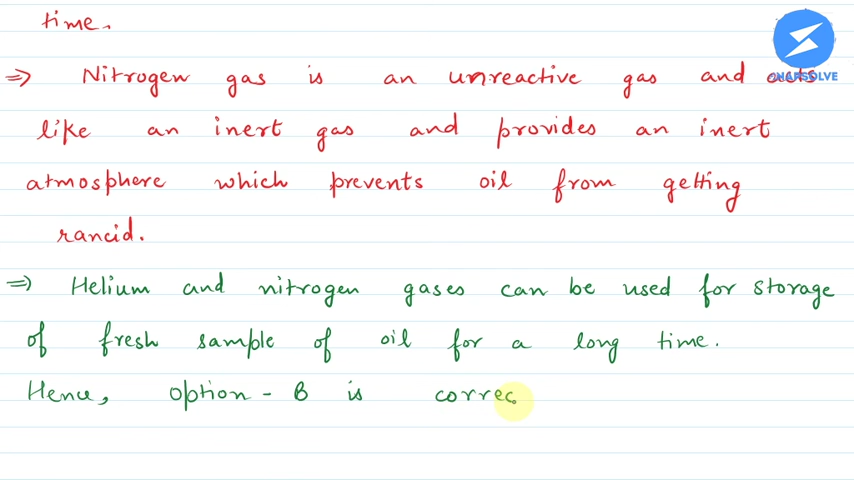 time.
⇒ Nitrogen gas is an unreactive gas and acts
like an inert gas and provides an inert
atmosphere which prevents oil from getting
rancid.
⇒ Helium and nitrogen gases can be used for storage
of fresh sample of oil for a long time.
Hence, option - B is correc